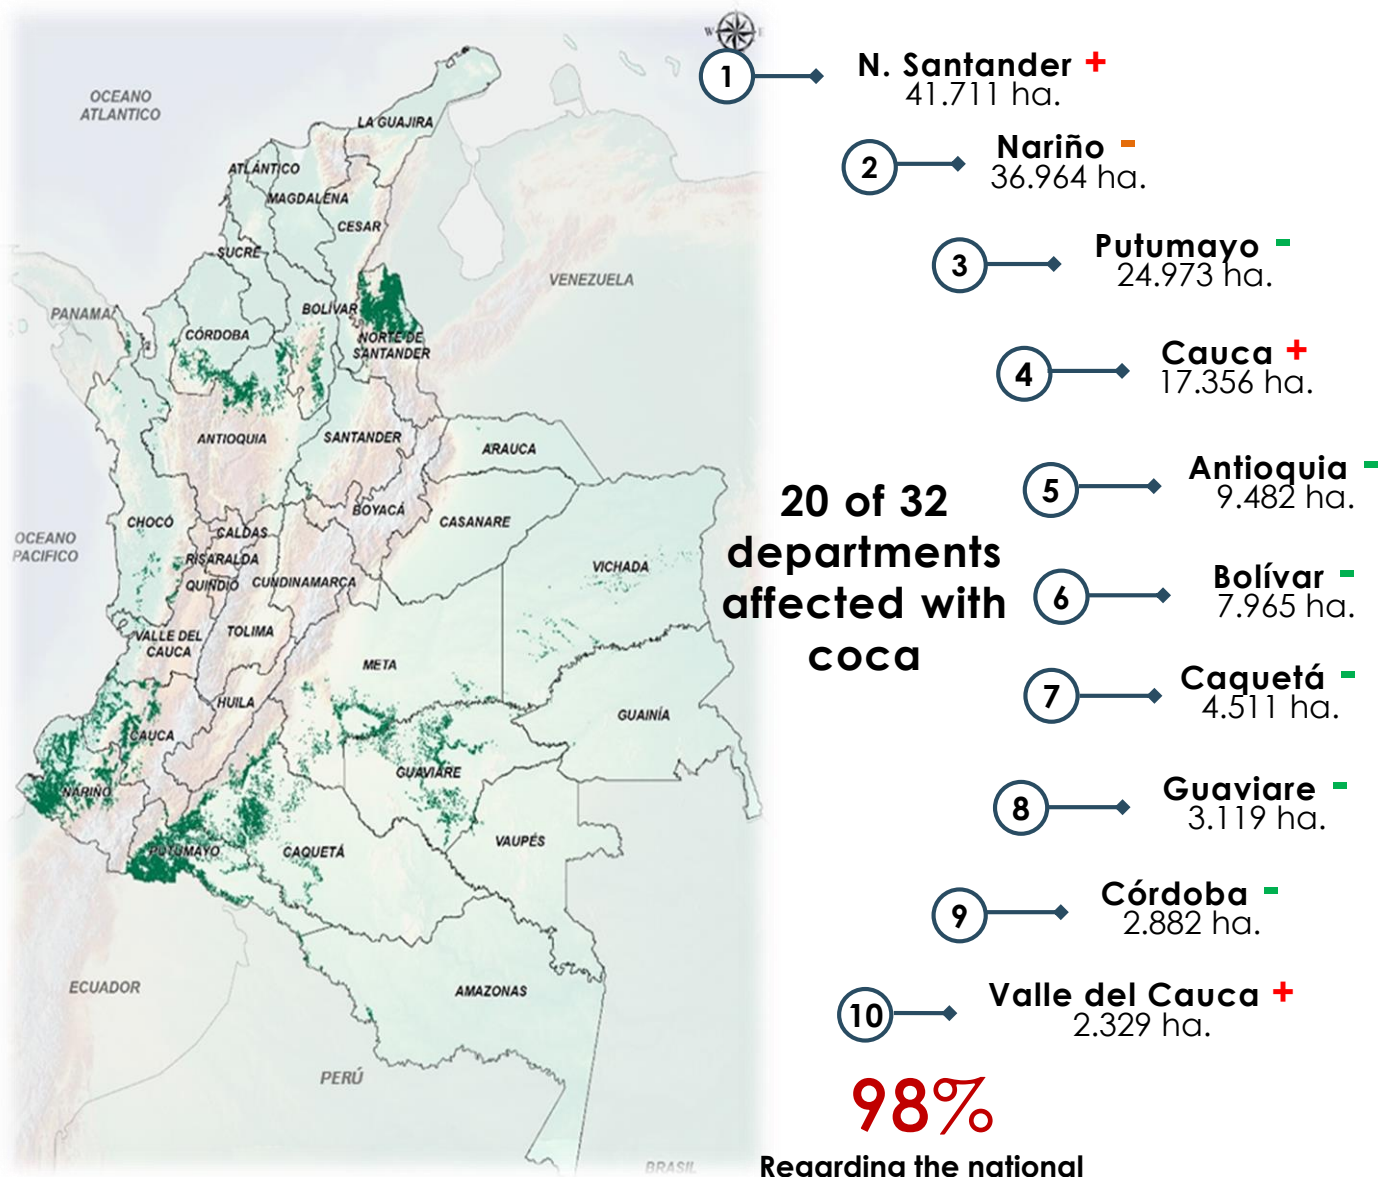 W
E
OCEANO
ATLANTICO
LA GUAJIRA
ATLÁNTICO
MAGDALENA
CESAR
SUCRE
VENEZUELA
PANAMÁ
BOLÍVAR
CÓRDOBA
NORTE DE
SANTANDER
ANTIOQUIA
SANTANDER
ARAUCA
BOYACÁ
CHOCÓ
CASANARE
CALDAS
OCEANO
PACIFICO
RISARALDA
VICHADA
QUINDIO
CUNDINAMARCA
TOLIMA
VALLE DEL
CAUCA
META
HUILA
GUAINÍA
CAUCA
GUAVIARE
NARIÑO
VAUPÉS
PUTUMAYO
CAQUETÁ
ECUADOR
AMAZONAS
PERÚ
BRASIL
1
N. Santander +
41.711 ha.
2
Nariño -
36.964 ha.
3
Putumayo -
24.973 ha.
4
Cauca +
17.356 ha.
5
Antioquia -
9.482 ha.
6
Bolívar -
7.965 ha.
7
Caquetá -
4.511 ha.
8
Guaviare -
3.119 ha.
9
Córdoba -
2.882 ha.
10
Valle del Cauca +
2.329 ha.
20 of 32
departments
affected with
coca
98%
Regarding the national